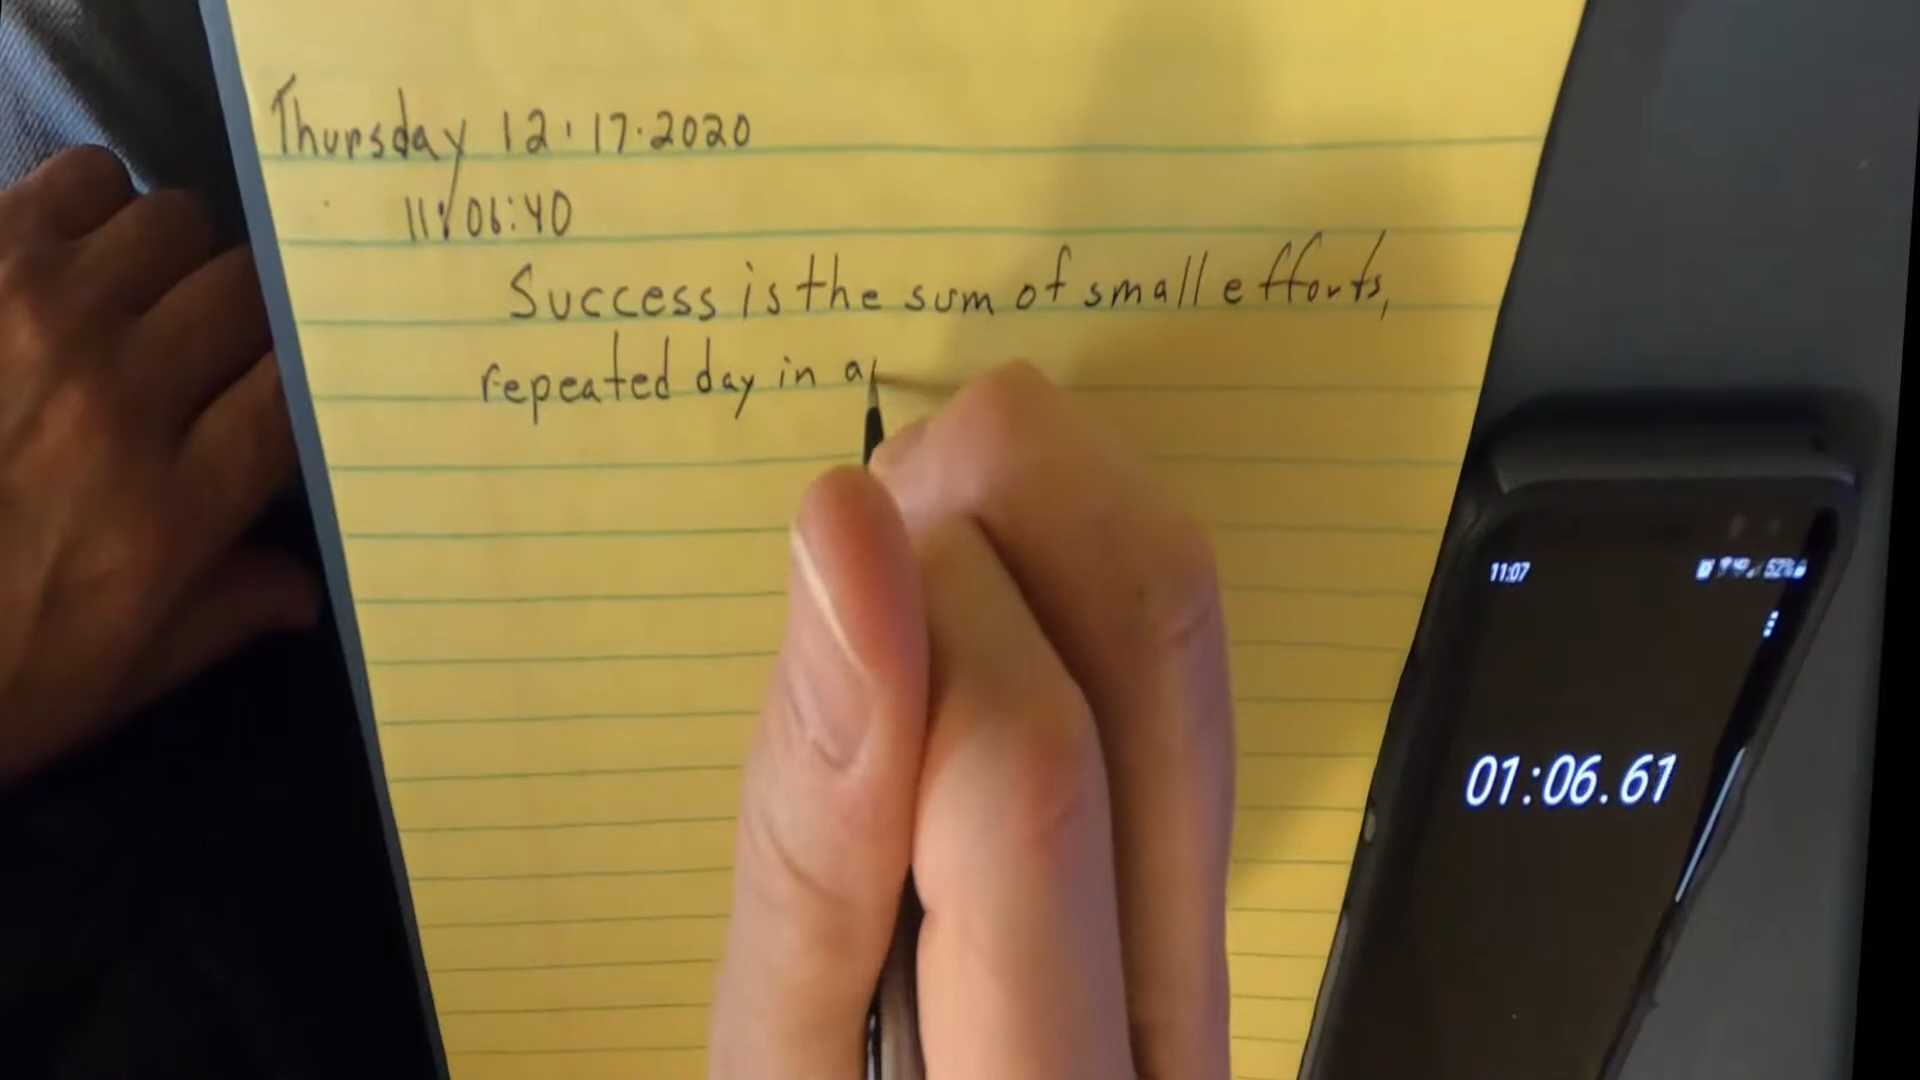 Thursday 12.17.2020
11:06:40
Success is the sum of small efforts,
repeated day in a
11:07
52%
01:06.61